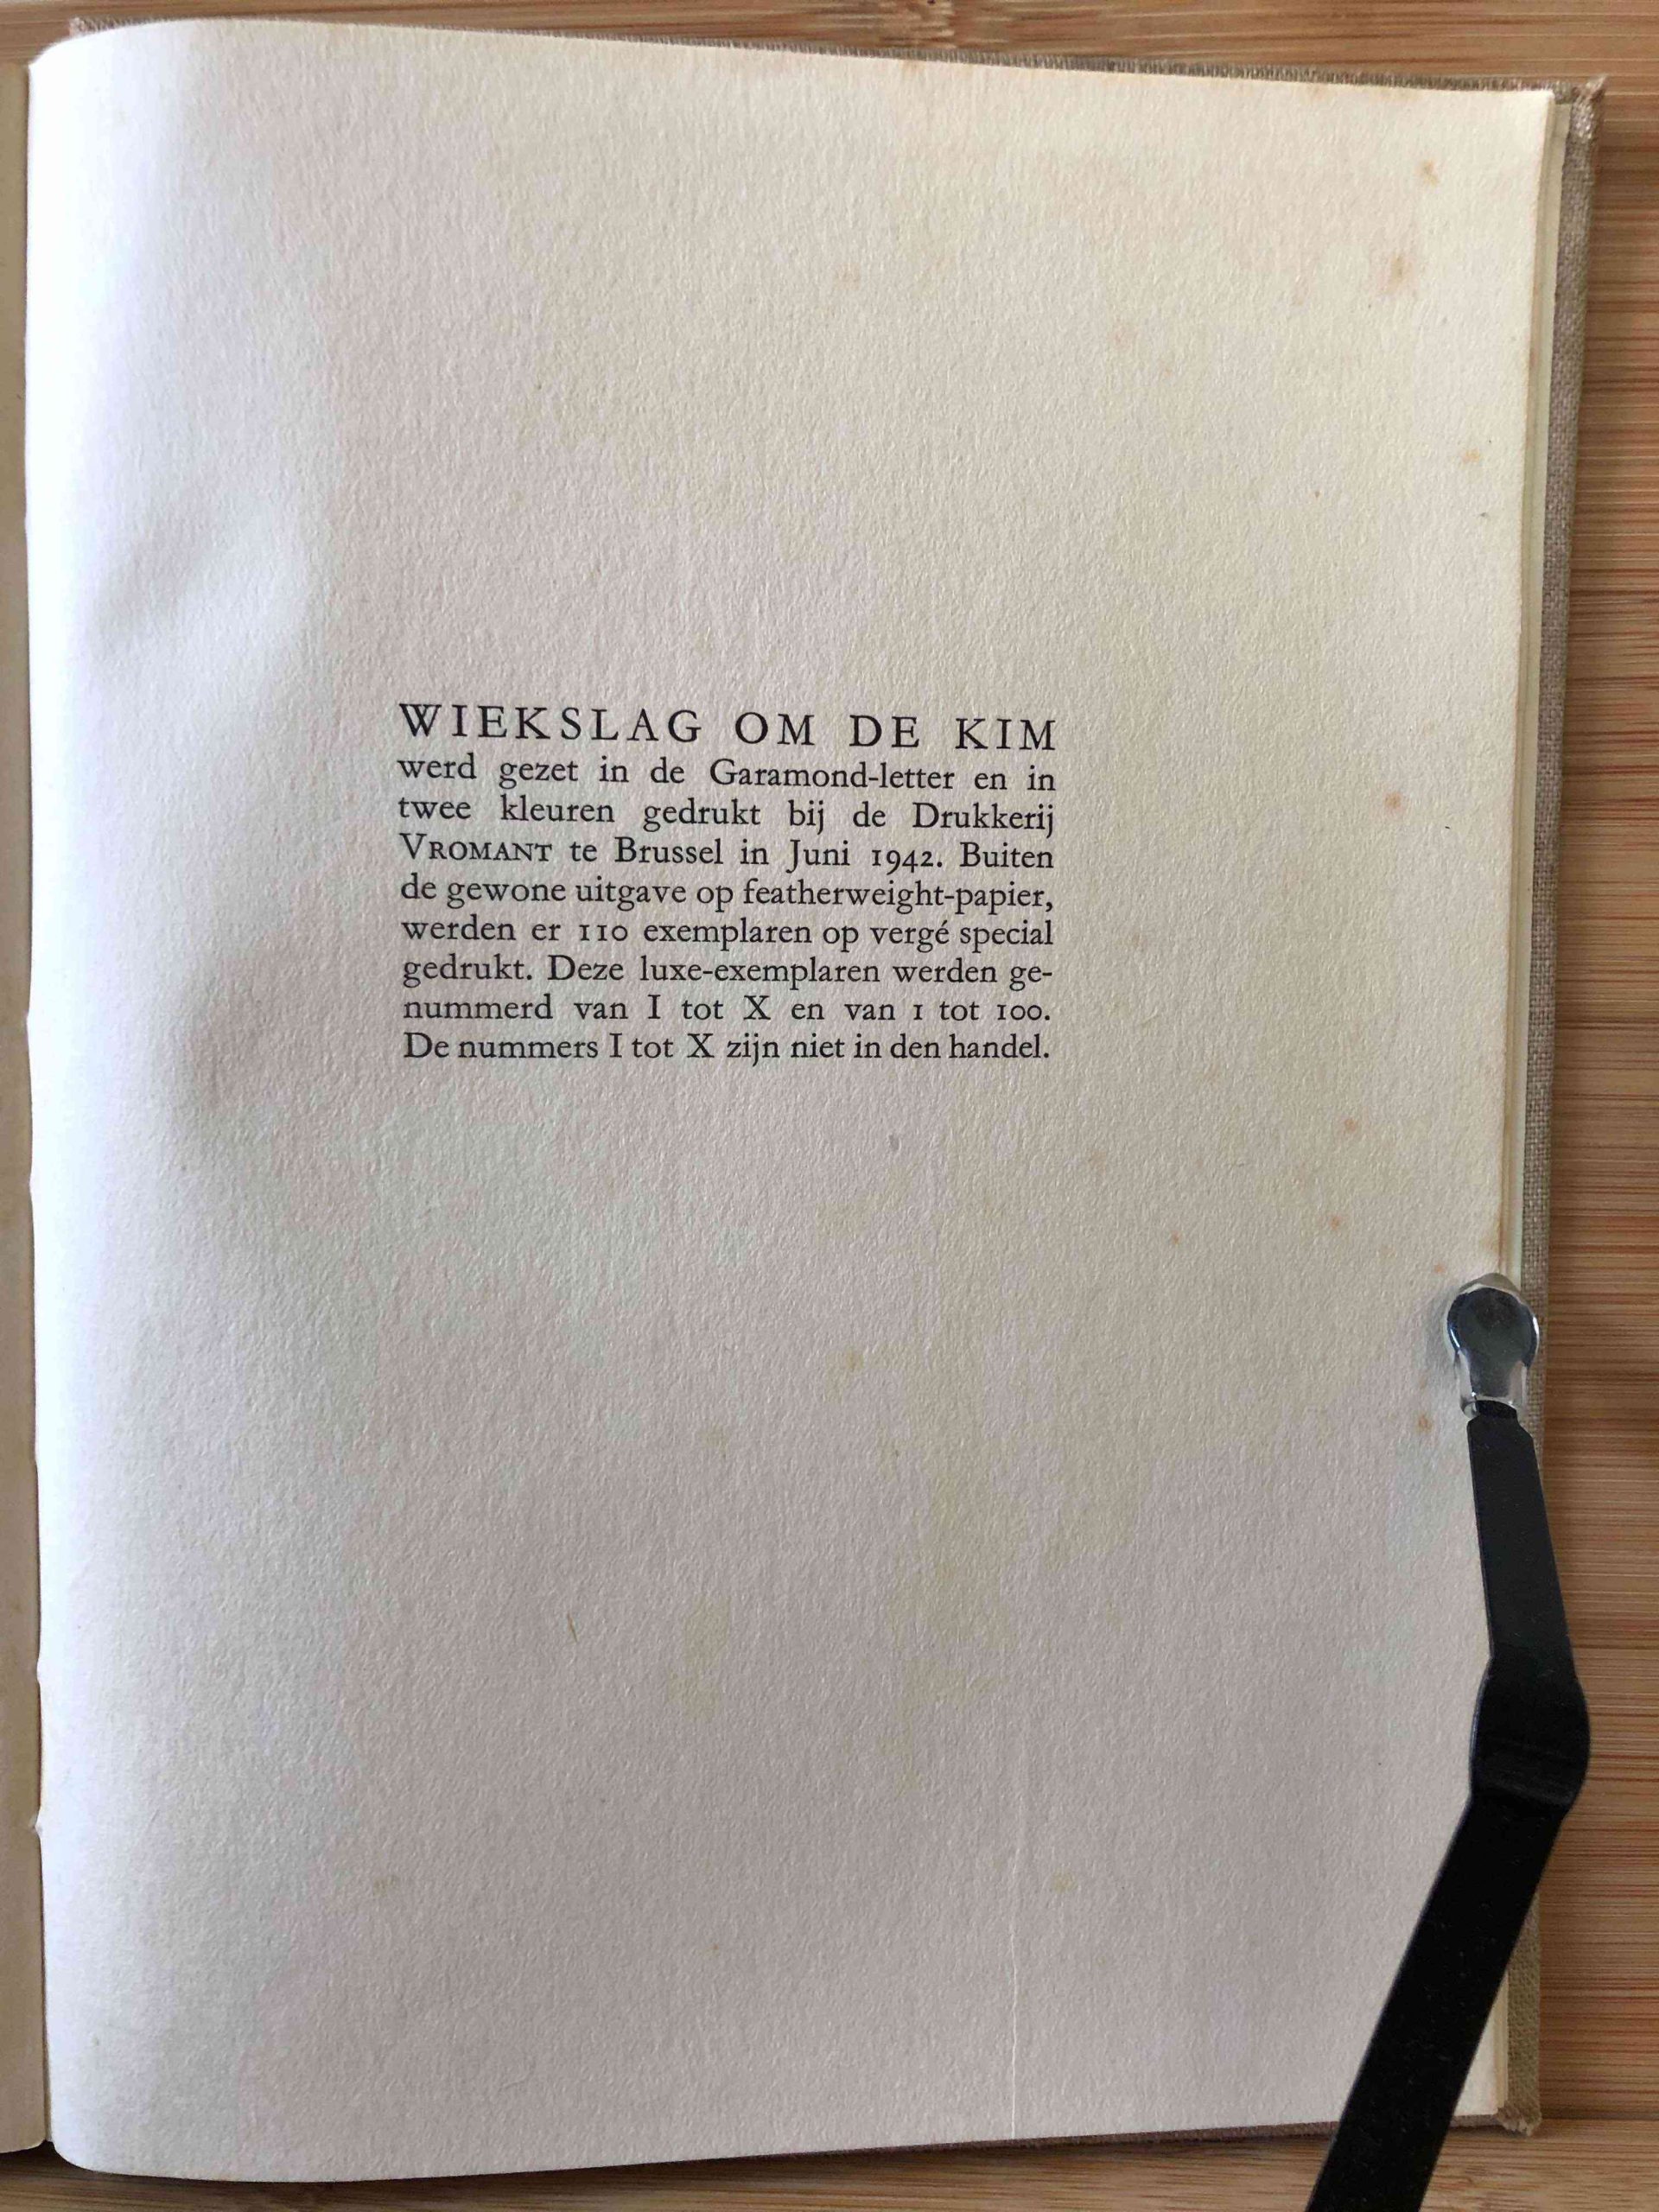 WIEKSLAG OM DE KIM
werd gezet in de Garamond-letter en in
twee kleuren gedrukt bij de Drukkerij
VROMANT te Brussel in Juni 1942. Buiten
de gewone uitgave op featherweight-papier,
werden er 110 exemplaren op vergé special
gedrukt. Deze luxe-exemplaren werden ge-
nummerd van I tot X en van 1 tot 100.
De nummers I tot X zijn niet in den handel.